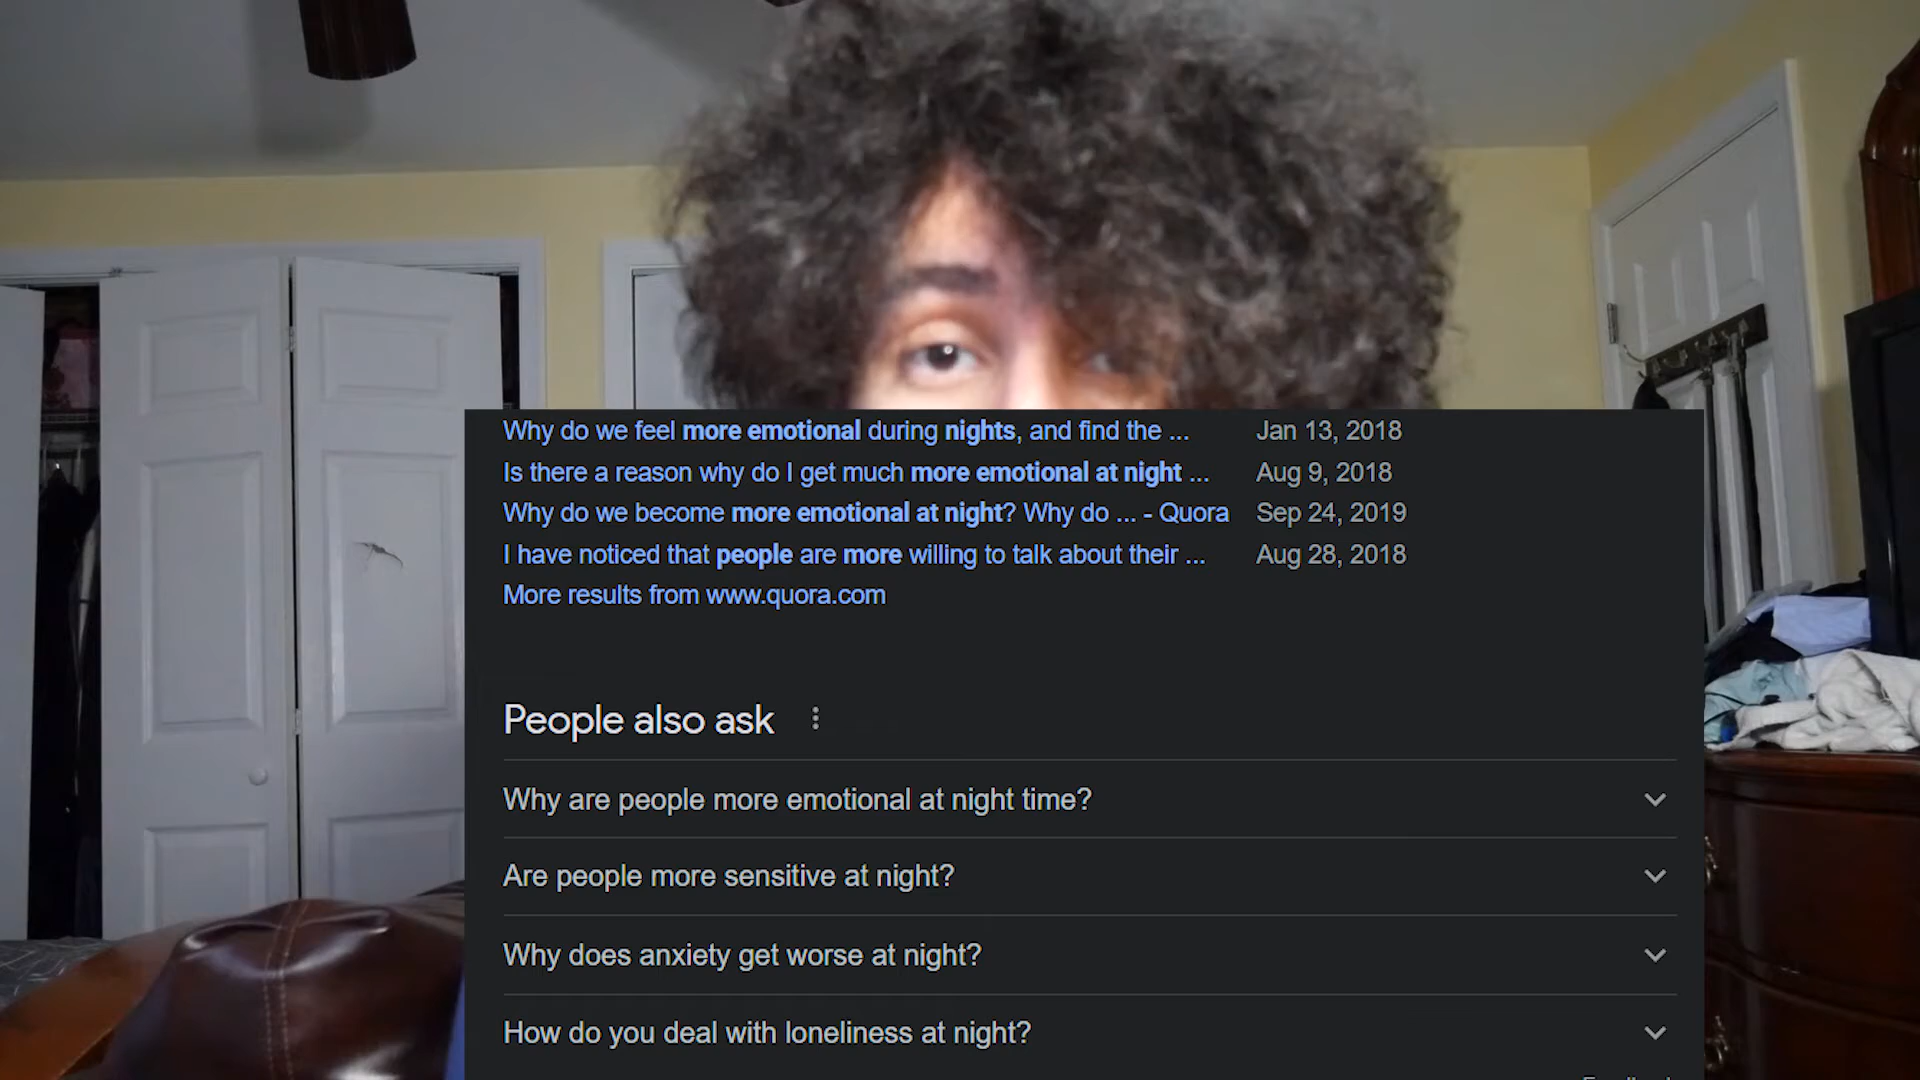 Why do we feel more emotional during nights, and find the ... Jan 13, 2018
Is there a reason why do I get much more emotional at night ... Aug 9, 2018
Why do we become more emotional at night? Why do ... - Quora Sep 24, 2019
I have noticed that people are more willing to talk about their ... Aug 28, 2018
More results from www.quora.com
People also ask
Why are people more emotional at night time?
Are people more sensitive at night?
Why does anxiety get worse at night?
How do you deal with loneliness at night?